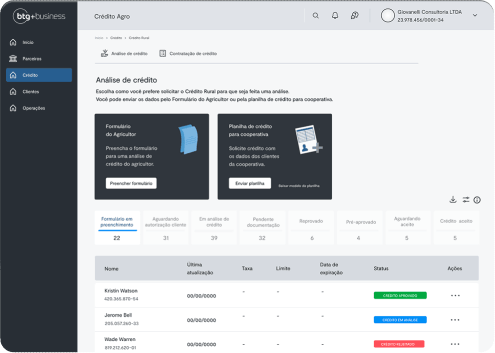 btg+business
Crédito Agro
Giovanelli Consultoria LTDA
23.978.456/0001-34
Início
Parceiros
Crédito
Clientes
Operações
Início > Crédito > Crédito Rural
Análise de crédito
Contratação de crédito
Análise de crédito
Escolha como você prefere solicitar o Crédito Rural para que seja feita uma análise.
Você pode enviar os dados pelo Formulário do Agricultor ou pela planilha de crédito para cooperativa.
Formulário
do Agricultor
Preencha o formulário
para uma análise de
crédito do agricultor.
Preencher formulário
Planilha de crédito
para cooperativa
Solicite crédito com
os dados dos clientes
da cooperativa.
Enviar planilha
Baixar modelo da planilha
Formulário em
preenchimento
22
Aguardando
autorização cliente
31
Em análise de
crédito
39
Pendente
documentação
32
Reprovado
6
Pré-aprovado
4
Aguardando
aceito
5
Crédito aceito
5
Nome
Última
atualização
Taxa
Limite
Data de
expiração
Status
Ações
Kristin Watson
420.365.870-54
00/00/0000
-
-
-
CRÉDITO APROVADO
...
Jerome Bell
205.057.360-33
00/00/0000
-
-
-
CRÉDITO EM ANÁLISE
...
Wade Warren
819.212.620-01
00/00/0000
-
-
-
CRÉDITO REJEITADO
...